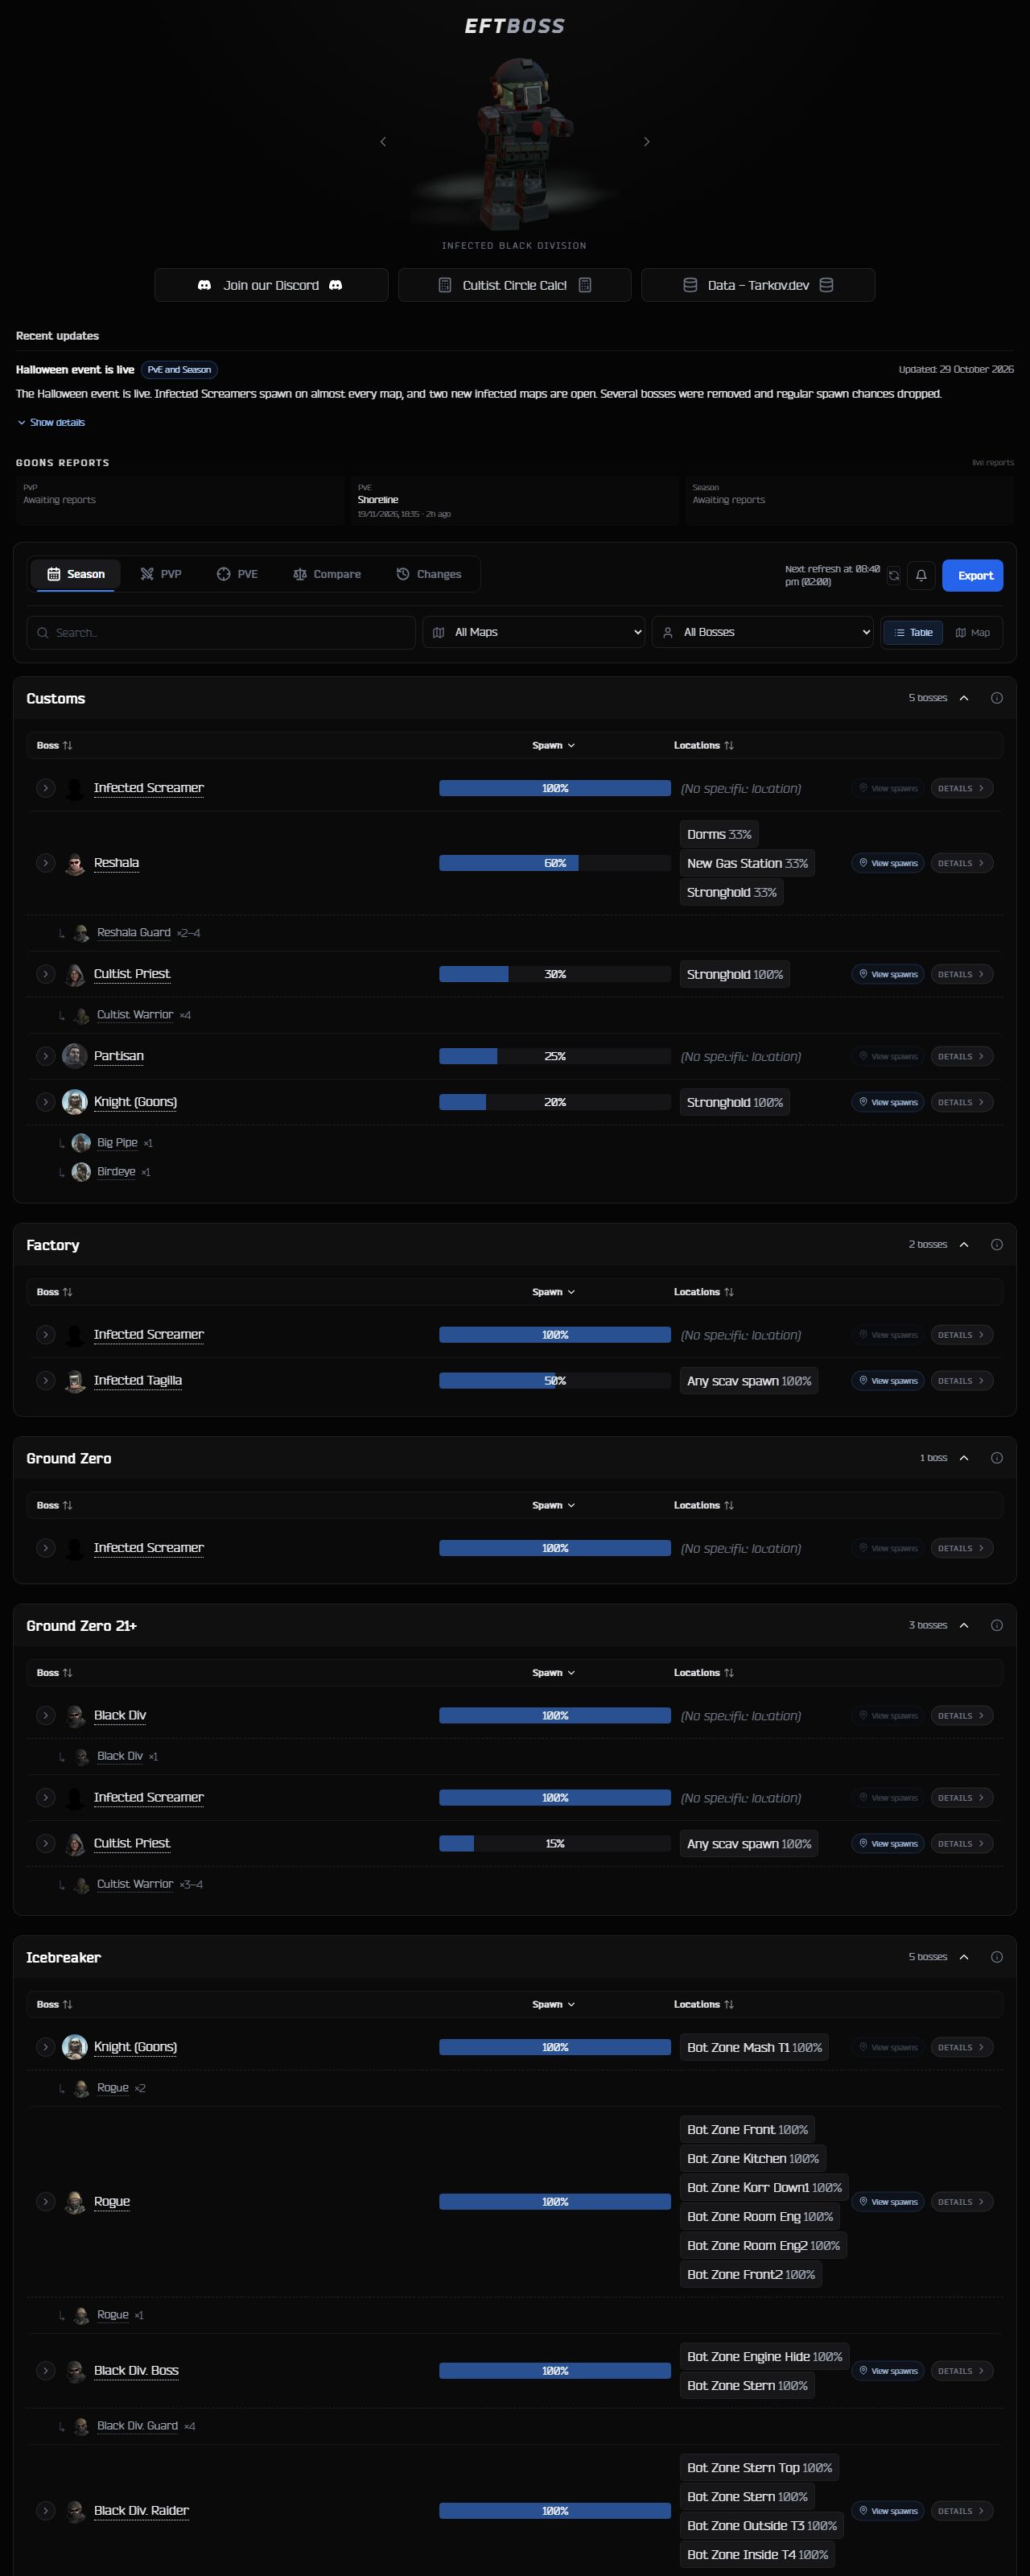 EFTBOSS
INFECTED BLACK DIVISION
Join our Discord
Cultist Circle Calc!
Data - Tarkov.dev
Recent updates
Halloween event is live PvE and Season Updated: 29 October 2026
The Halloween event is live. Infected Screamers spawn on almost every map, and two new infected maps are open. Several bosses were removed and regular spawn chances dropped.
Show details
GOONS REPORTS live reports
PVP
Awaiting reports
PVE
Shoreline
19/11/2026, 18:35 · 2h ago
Season
Awaiting reports
Season PVP PVE Compare Changes
Next refresh at 08:40
pm (02:00)
Export
Search... All Maps All Bosses Table Map
Customs 5 bosses
Boss Spawn Locations
Infected Screamer 100% (No specific location) View spawns DETAILS
Reshala 60% Dorms 33%
New Gas Station 33%
Stronghold 33%
View spawns DETAILS
Reshala Guard ×2–4
Cultist Priest 30% Stronghold 100% View spawns DETAILS
Cultist Warrior ×4
Partisan 25% (No specific location) View spawns DETAILS
Knight (Goons) 20% Stronghold 100% View spawns DETAILS
Big Pipe ×1
Birdeye ×1
Factory 2 bosses
Boss Spawn Locations
Infected Screamer 100% (No specific location) View spawns DETAILS
Infected Tagilla 50% Any scav spawn 100% View spawns DETAILS
Ground Zero 1 boss
Boss Spawn Locations
Infected Screamer 100% (No specific location) View spawns DETAILS
Ground Zero 21+ 3 bosses
Boss Spawn Locations
Black Div 100% (No specific location) View spawns DETAILS
Black Div ×1
Infected Screamer 100% (No specific location) View spawns DETAILS
Cultist Priest 15% Any scav spawn 100% View spawns DETAILS
Cultist Warrior ×3–4
Icebreaker 5 bosses
Boss Spawn Locations
Knight (Goons) 100% Bot Zone Mash T1 100% View spawns DETAILS
Rogue ×2
Rogue 100% Bot Zone Front 100%
Bot Zone Kitchen 100%
Bot Zone Korr Down1 100%
Bot Zone Room Eng 100%
Bot Zone Room Eng2 100%
Bot Zone Front2 100%
View spawns DETAILS
Rogue ×1
Black Div. Boss 100% Bot Zone Engine Hide 100%
Bot Zone Stern 100%
View spawns DETAILS
Black Div. Guard ×4
Black Div. Raider 100% Bot Zone Stern Top 100%
Bot Zone Stern 100%
Bot Zone Outside T3 100%
Bot Zone Inside T4 100%
View spawns DETAILS